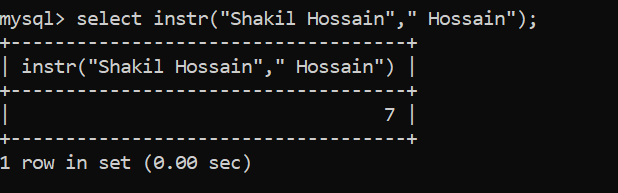 mysql> select instr("Shakil Hossain"," Hossain");
+-----------------------------------+
| instr("Shakil Hossain"," Hossain") |
+-----------------------------------+
|                                  7 |
+-----------------------------------+
1 row in set (0.00 sec)